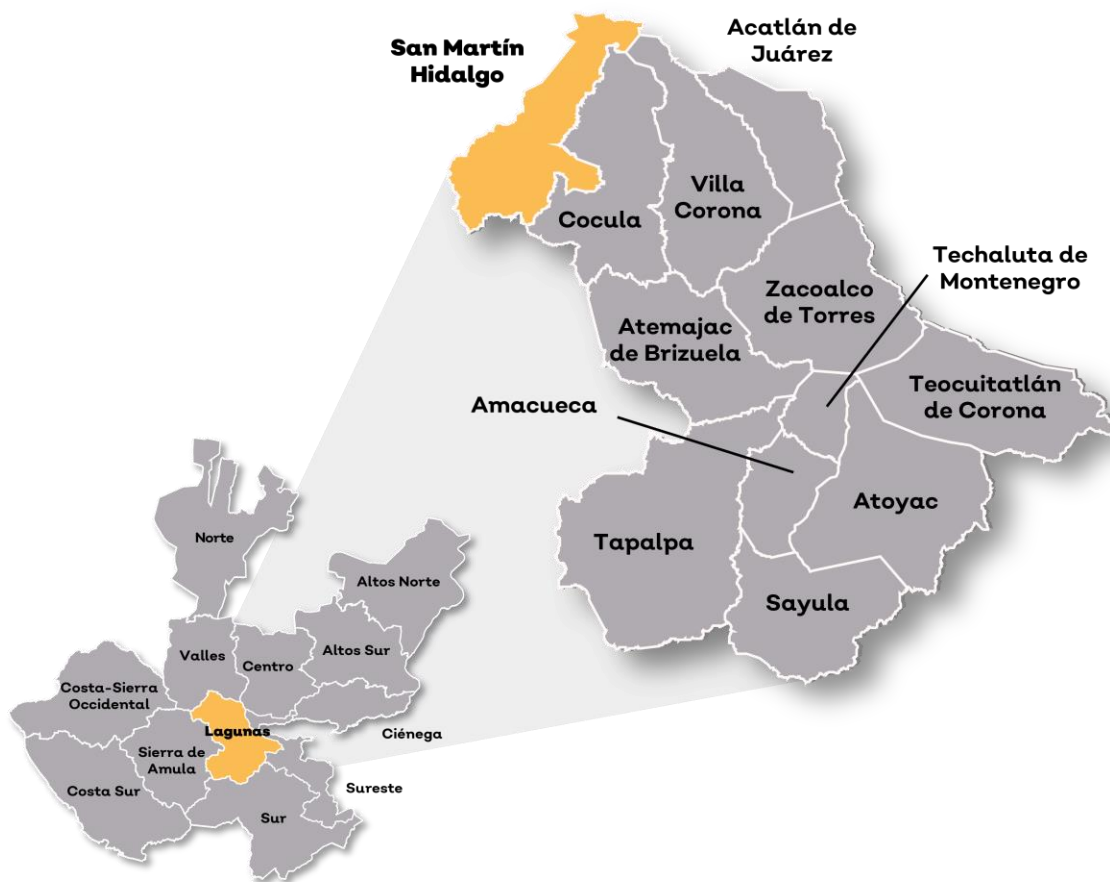 San Martín
Hidalgo
Acatlán de
Juárez
Villa
Corona
Cocula
Techaluta de
Montenegro
Zacoalco
de Torres
Atemajac
de Brizuela
Teocuitatlán
de Corona
Amacueca
Atoyac
Tapalpa
Sayula
Norte
Altos Norte
Altos Sur
Valles
Centro
Costa-Sierra
Occidental
Lagunas
Ciénega
Sierra de
Amula
Costa Sur
Sureste
Sur